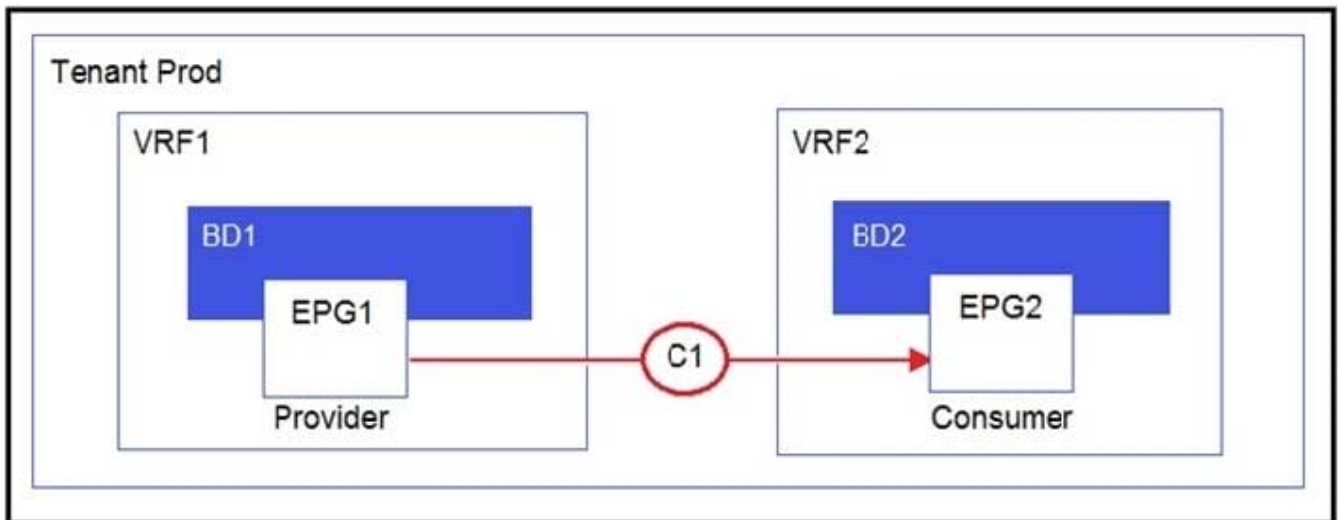 Tenant Prod
VRF1
VRF2
BD1
BD2
EPG1
EPG2
C1
Provider
Consumer